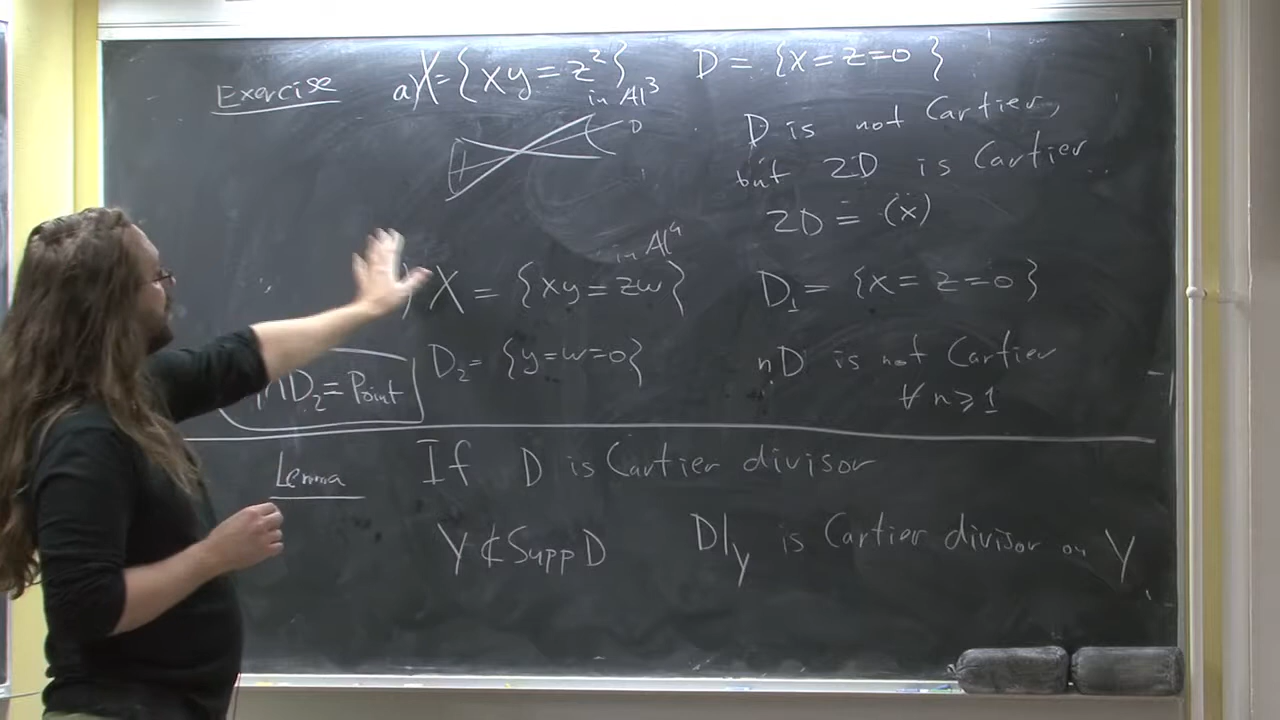 Exercise a) X = {xy = z²} D = {x = z = 0}
in A³
D
D is not Cartier,
but 2D is Cartier
2D = (x)
in A⁴
) X = {xy = zw} D₁ = {x = z = 0}
D₂ = {y = w = 0} nD is not Cartier
∩D₂ = Point ∀ n ⩾ 1
Lemma If D is Cartier divisor
Y ⊄ Supp D D|y is Cartier divisor on Y